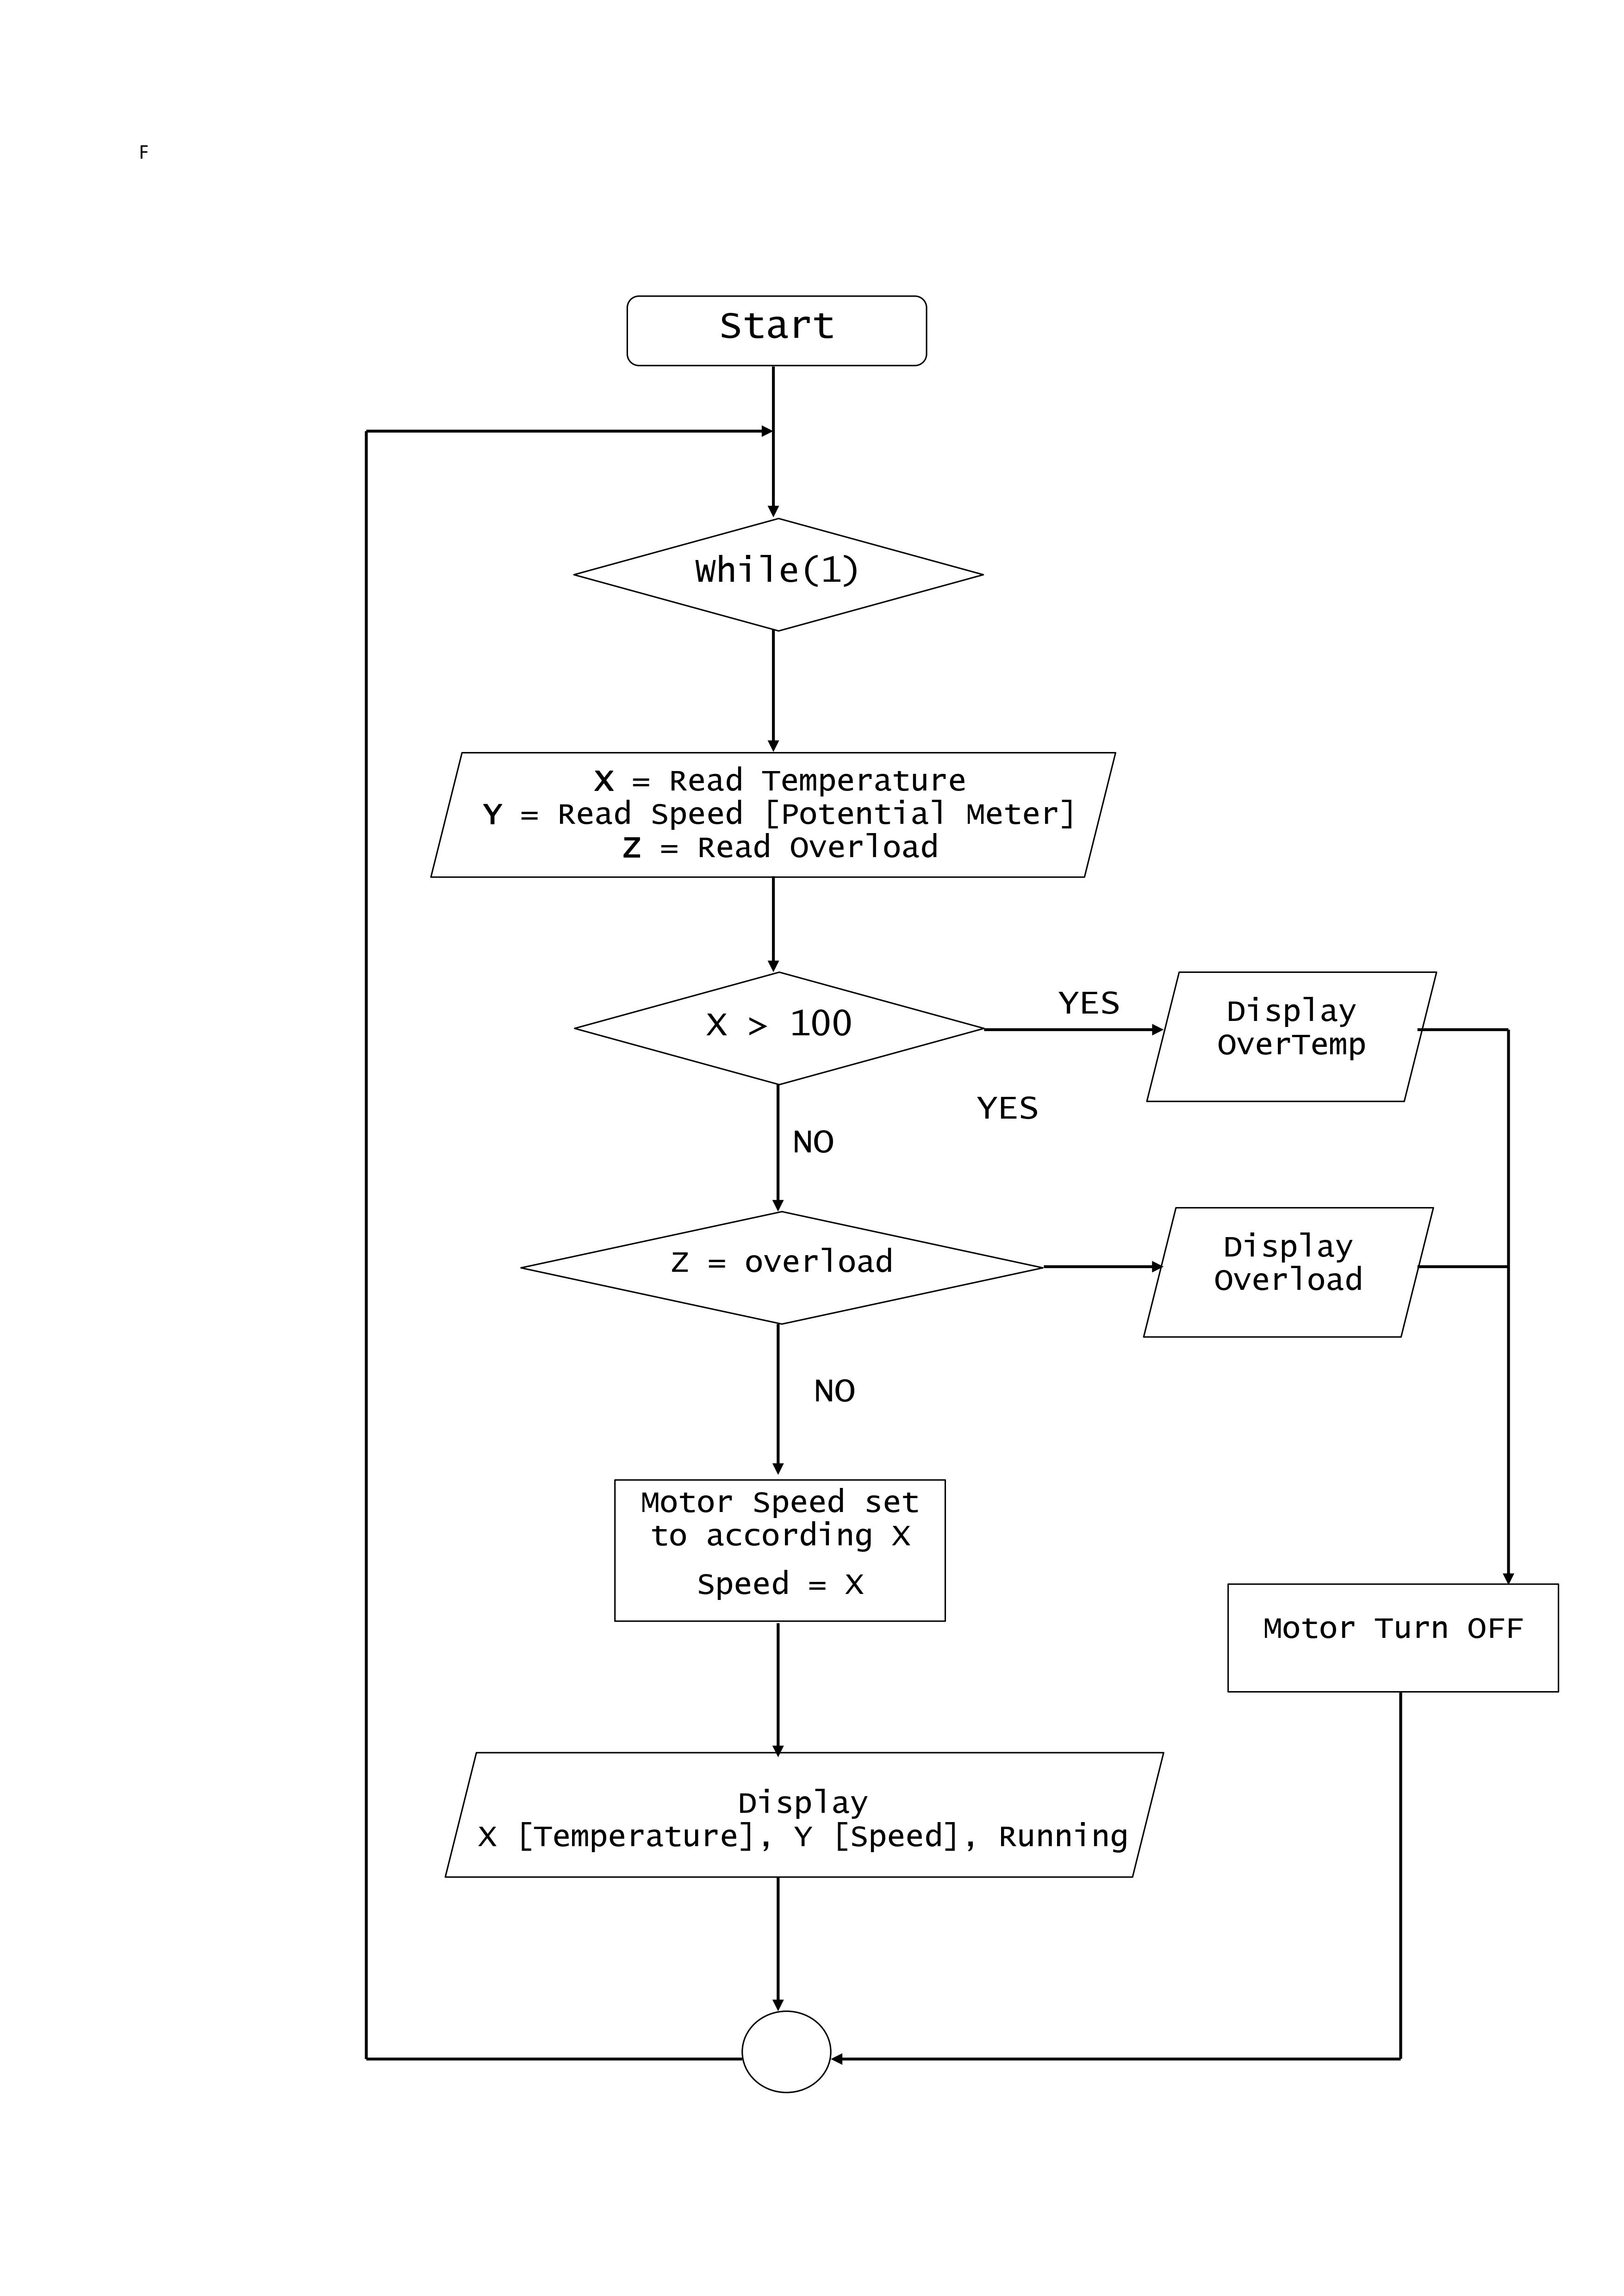 F
Start
While(1)
X = Read Temperature
Y = Read Speed [Potential Meter]
Z = Read Overload
X > 100
YES
Display
OverTemp
YES
NO
Z = overload
Display
Overload
NO
Motor Speed set
to according X
Speed = X
Motor Turn OFF
Display
X [Temperature], Y [Speed], Running